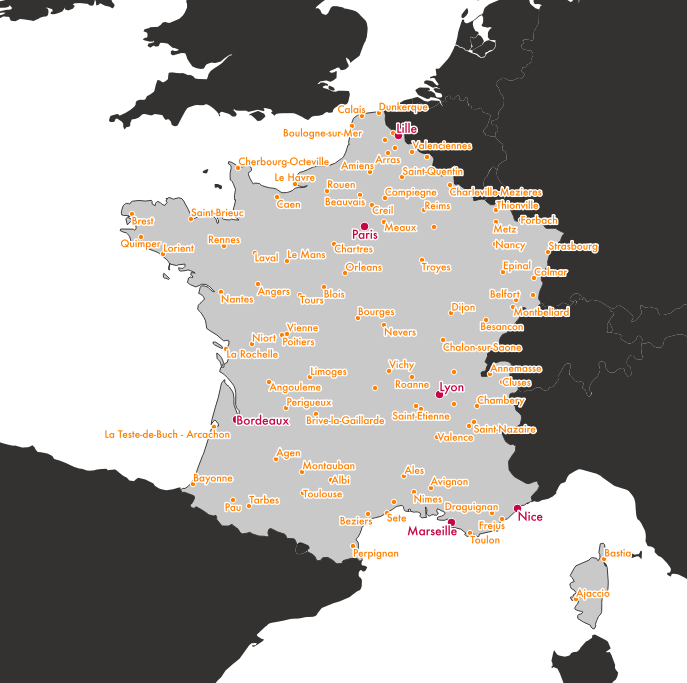 Calais
Dunkerque
Lille
Boulogne-sur-Mer
Valenciennes
Arras
Cherbourg-Octeville
Amiens
Saint-Quentin
Le Havre
Rouen
Compiegne
Charleville-Mezieres
Beauvais
Caen
Creil
Reims
Thionville
Saint-Brieuc
Forbach
Brest
Meaux
Metz
Paris
Rennes
Quimper
Nancy
Strasbourg
Lorient
Chartres
Laval
Le Mans
Orleans
Troyes
Epinal
Colmar
Angers
Blois
Belfort
Nantes
Tours
Bourges
Dijon
Montbeliard
Vienne
Besancon
Niort
Poitiers
Nevers
La Rochelle
Chalon-sur-Saone
Vichy
Annemasse
Limoges
Roanne
Cluses
Angouleme
Lyon
Perigueux
Chambery
Bordeaux
Brive-la-Gaillarde
Saint-Etienne
La Teste-de-Buch - Arcachon
Saint-Nazaire
Valence
Agen
Montauban
Ales
Bayonne
Albi
Avignon
Toulouse
Nimes
Pau
Tarbes
Draguignan
Beziers
Sete
Nice
Frejus
Marseille
Toulon
Perpignan
Bastia
Ajaccio